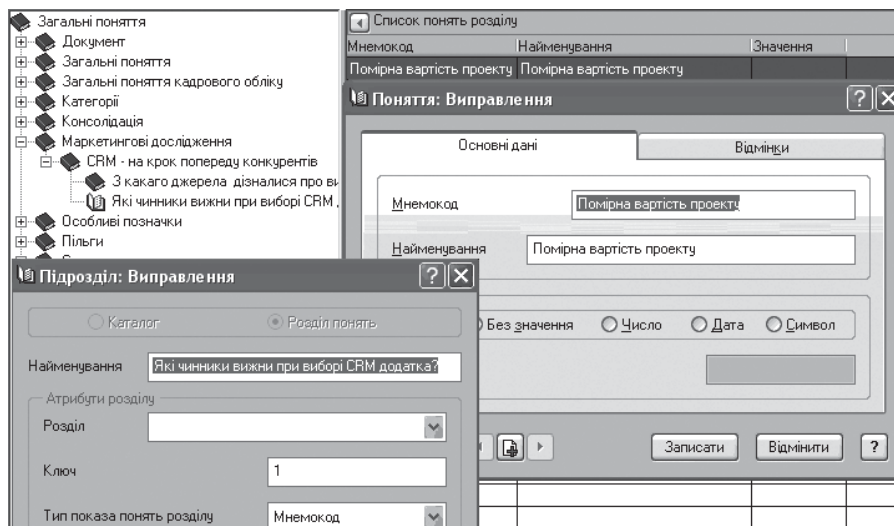 Загальні поняття
Документ
Загальні поняття
Загальні поняття кадрового обліку
Категорії
Консолідація
Маркетингові дослідження
CRM - на крок попереду конкурентів
З какаго джерела дізналися про ви
Які чинники вижни при виборі CRM
Особливі позначки
Пільги
Список понять розділу
Мнемокод Найменування Значення
Помірна вартість проекту Помірна вартість проекту
Поняття: Виправлення
Основні дані Відмінки
Мнемокод Помірна вартість проекту
Найменування Помірна вартість проекту
Без значення Число Дата Символ
Записати Відмінити ?
Підрозділ: Виправлення
Каталог Розділ понять
Найменування Які чинники вижни при виборі CRM додатка?
Атрибути розділу
Розділ
Ключ 1
Тип показа понять розділу Мнемокод